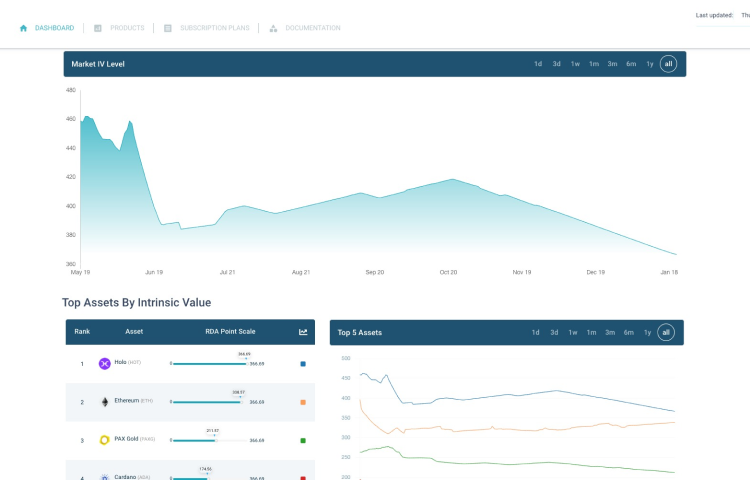 Last updated: Thu
DASHBOARD PRODUCTS SUBSCRIPTION PLANS DOCUMENTATION
Market IV Level 1d 3d 1w 1m 3m 6m 1y all
480
460
440
420
400
380
360
May 19 Jun 19 Jul 21 Aug 21 Sep 20 Oct 20 Nov 19 Dec 19 Jan 18
Top Assets By Intrinsic Value
Rank Asset RDA Point Scale
1 Holo (HOT) 0 366.69 366.69
2 Ethereum (ETH) 0 338.57 366.69
3 PAX Gold (PAXG) 0 211.57 366.69
4 Cardano (ADA) 0 174.56 366.69
Top 5 Assets 1d 3d 1w 1m 3m 6m 1y all
500
450
400
350
300
250
200